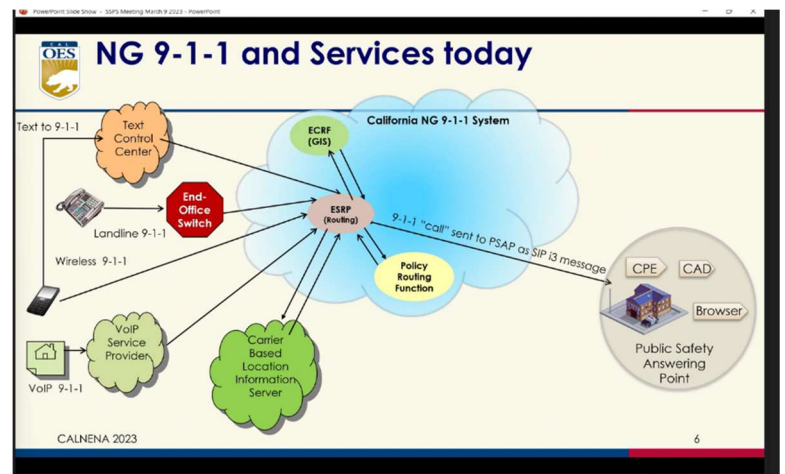 PowerPoint Slide Show - SSPS Meeting March 9 2023 - PowerPoint
CAL
OES
NG 9-1-1 and Services today
Text to 9-1-1
Text
Control
Center
End-
Office
Switch
Landline 9-1-1
Wireless 9-1-1
VoIP
Service
Provider
VoIP 9-1-1
California NG 9-1-1 System
ECRF
(GIS)
ESRP
(Routing)
Policy
Routing
Function
Carrier
Based
Location
Information
Server
9-1-1 "call" sent to PSAP as SIP i3 message
CPE
CAD
Browser
Public Safety
Answering
Point
CALNENA 2023
6